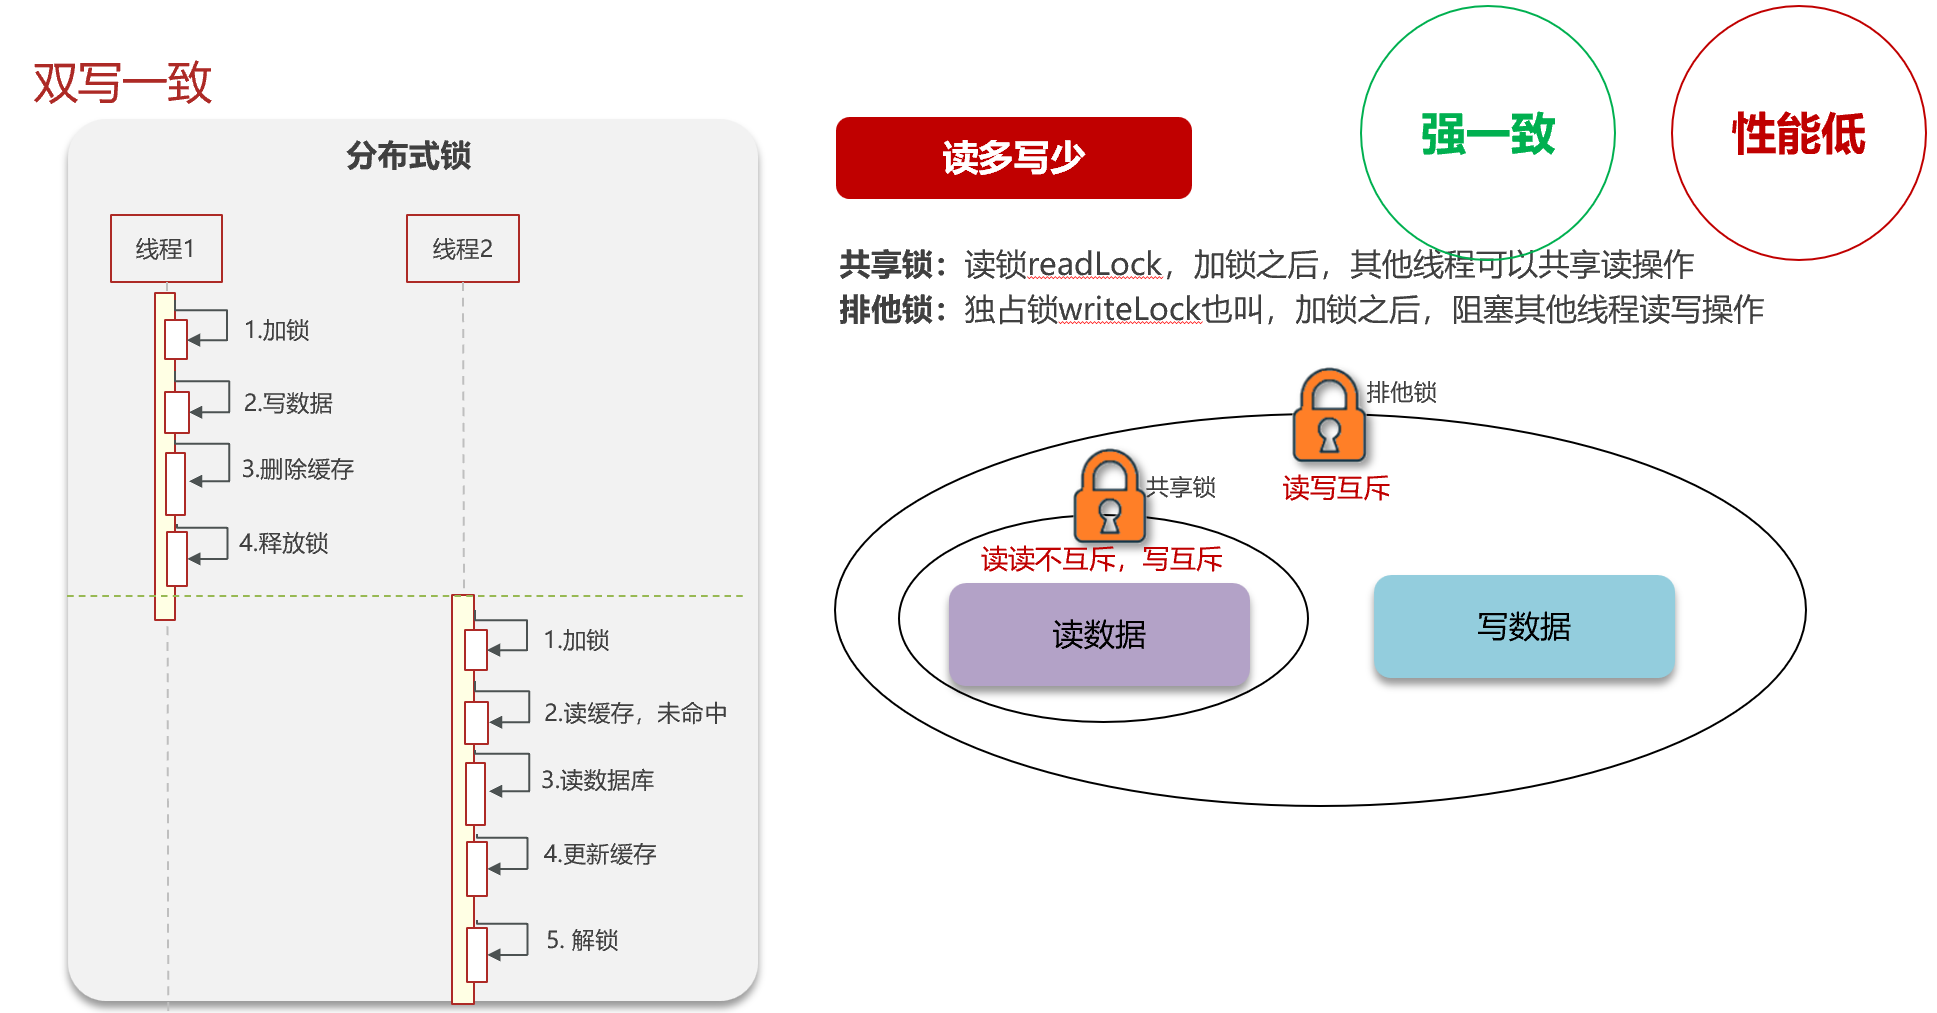 双写一致
分布式锁
线程1
线程2
1.加锁
2.写数据
3.删除缓存
4.释放锁
1.加锁
2.读缓存，未命中
3.读数据库
4.更新缓存
5. 解锁
读多写少
强一致
性能低
共享锁：读锁readLock，加锁之后，其他线程可以共享读操作
排他锁：独占锁writeLock也叫，加锁之后，阻塞其他线程读写操作
排他锁
读写互斥
共享锁
读读不互斥，写互斥
读数据
写数据